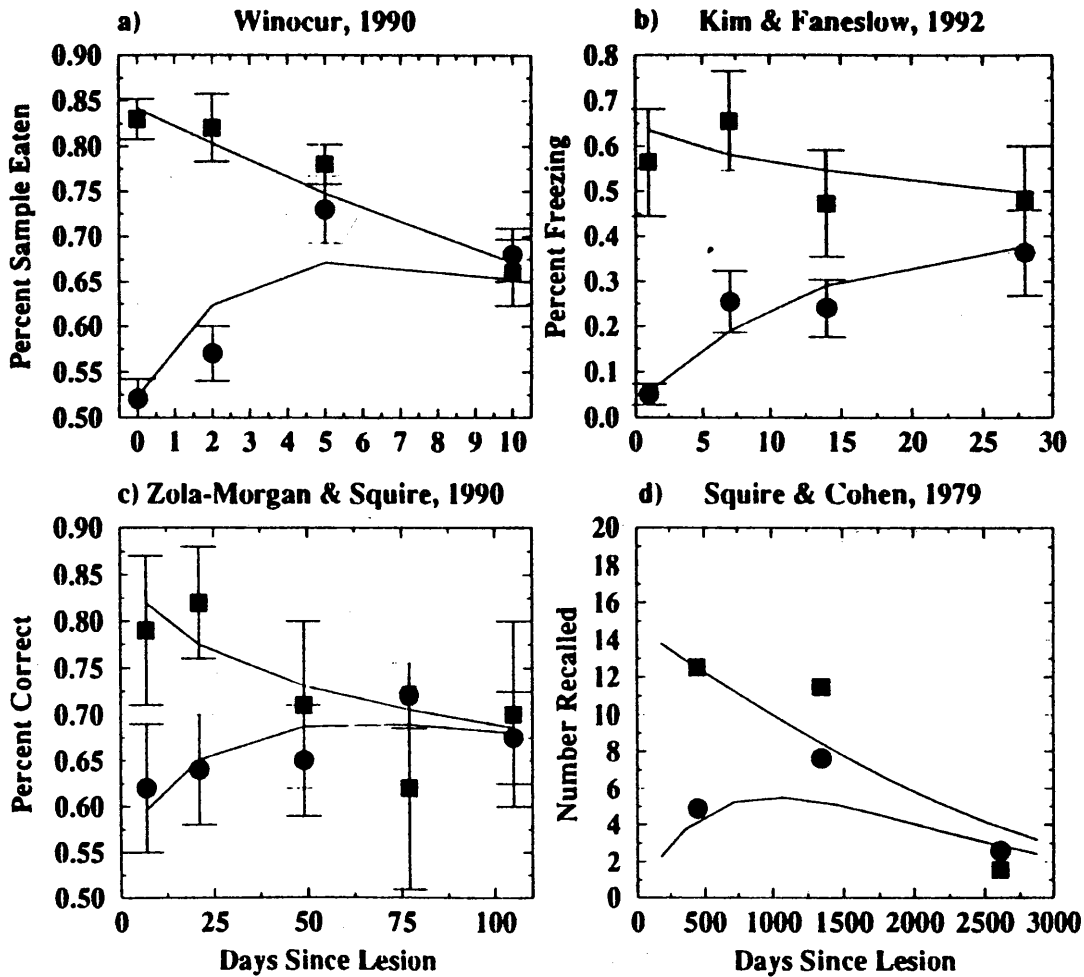 a) Winocur, 1990
Percent Sample Eaten
0.90
0.85
0.80
0.75
0.70
0.65
0.60
0.55
0.50
0 1 2 3 4 5 6 7 8 9 10
b) Kim & Faneslow, 1992
Percent Freezing
0.8
0.7
0.6
0.5
0.4
0.3
0.2
0.1
0.0
0 5 10 15 20 25 30
c) Zola-Morgan & Squire, 1990
Percent Correct
0.90
0.85
0.80
0.75
0.70
0.65
0.60
0.55
0.50
0 25 50 75 100
Days Since Lesion
d) Squire & Cohen, 1979
Number Recalled
20
18
16
14
12
10
8
6
4
2
0
0 500 1000 1500 2000 2500 3000
Days Since Lesion